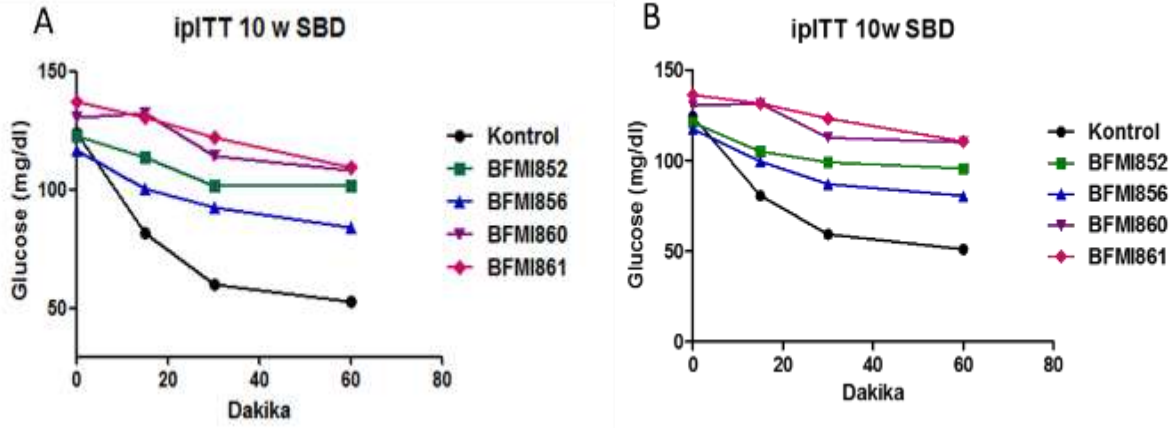 A
ipITT 10 w SBD
150
100
50
Glucose (mg/dl)
0
20
40
60
80
Dakika
Kontrol
BFMI852
BFMI856
BFMI860
BFMI861
B
ipITT 10w SBD
150
100
50
0
Glucose (mg/dl)
0
20
40
60
80
Dakika
Kontrol
BFMI852
BFMI856
BFMI860
BFMI861